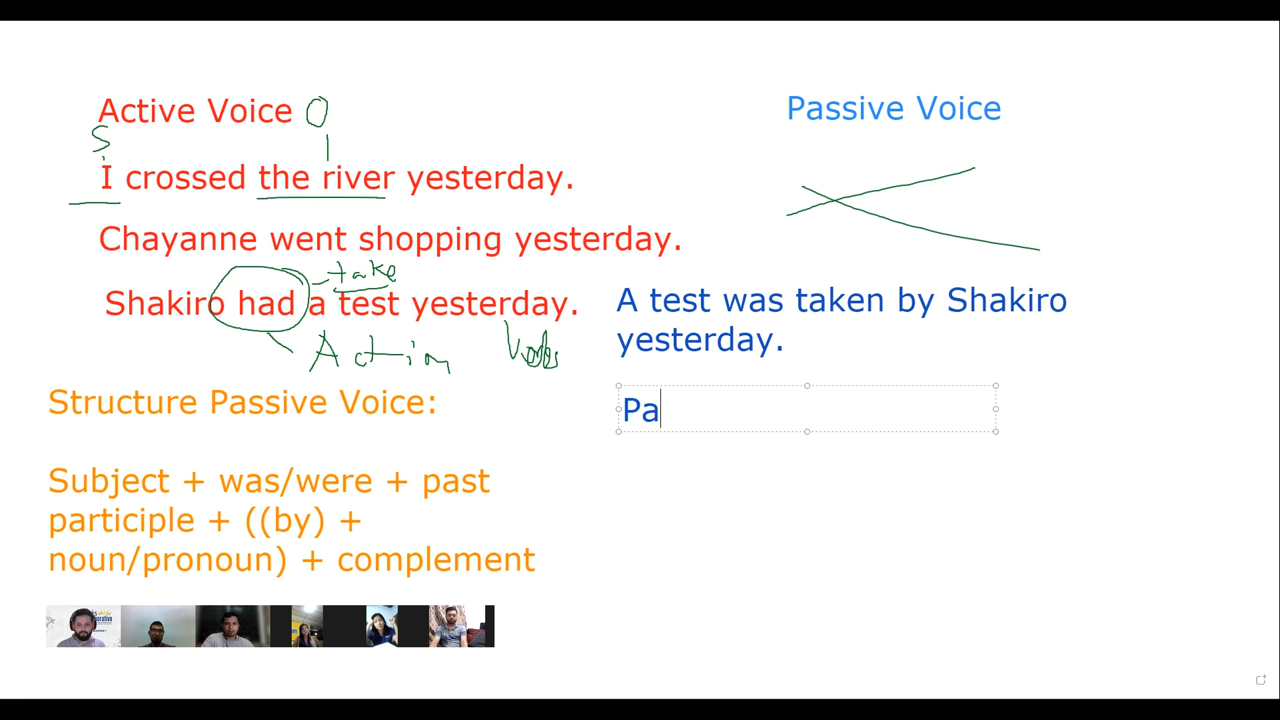 Active Voice O
Passive Voice
S
I crossed the river yesterday.
Chayanne went shopping yesterday.
take
Shakiro had a test yesterday.
A test was taken by Shakiro
yesterday.
Action Verbs
Structure Passive Voice:
Pa
Subject + was/were + past
participle + ((by) +
noun/pronoun) + complement